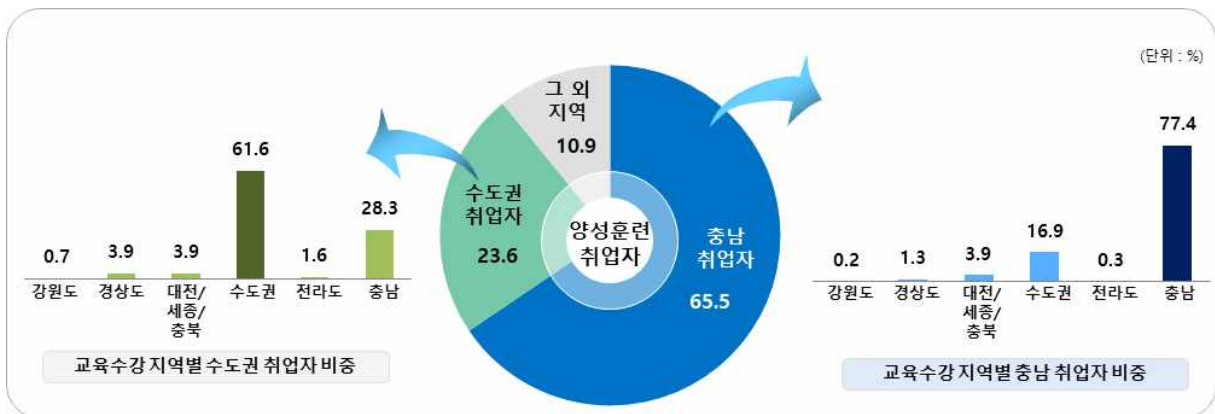 (단위 : %)
그 외
지역
10.9
수도권
취업자
23.6
양성훈련
취업자
충남
취업자
65.5
0.7
3.9
3.9
61.6
1.6
28.3
강원도
경상도
대전/
세종/
충북
수도권
전라도
충남
교육수강 지역별 수도권 취업자 비중
0.2
1.3
3.9
16.9
0.3
77.4
강원도
경상도
대전/
세종/
충북
수도권
전라도
충남
교육수강 지역별 충남 취업자 비중